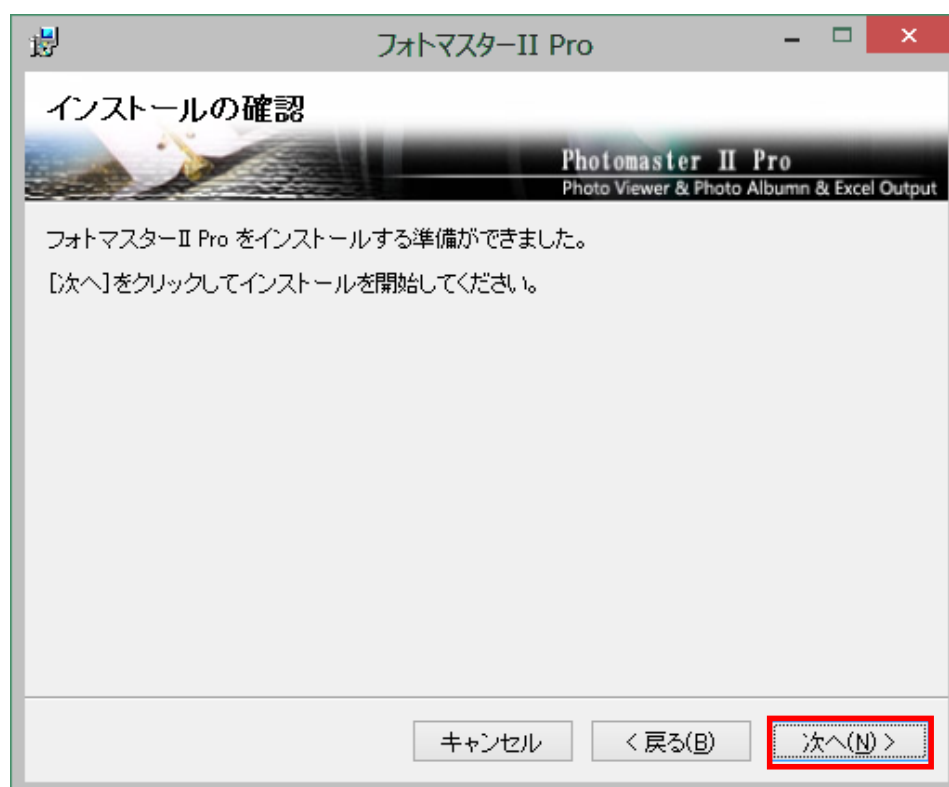 フォトマスターII Pro
インストールの確認
Photomaster II Pro
Photo Viewer & Photo Albumn & Excel Output
フォトマスターⅡ Pro をインストールする準備ができました。
[次へ]をクリックしてインストールを開始してください。
キャンセル
< 戻る(B)
次へ(N) >